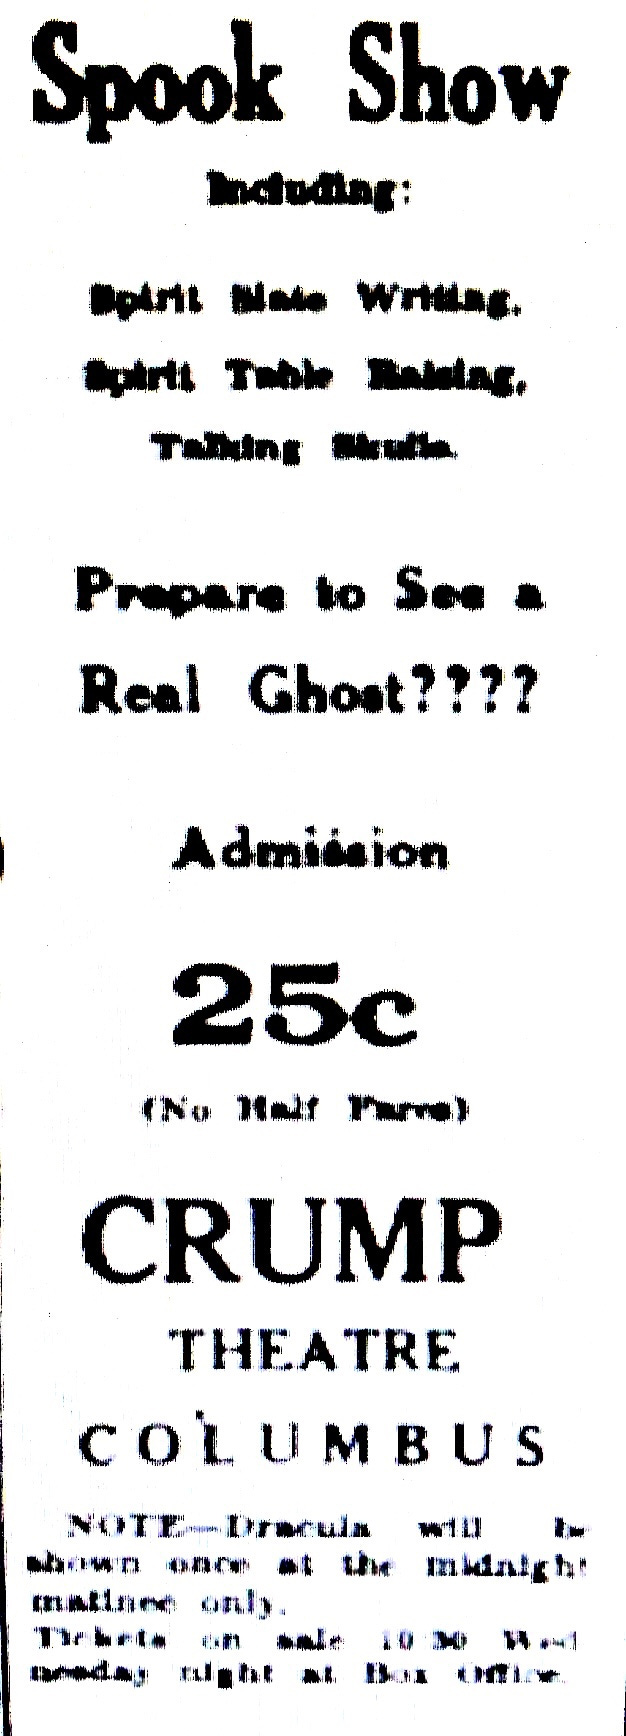 Spook Show
Including:
Spirit Slate Writing,
Spirit Table Raising,
Talking Skulls.
Prepare to See a
Real Ghost????
Admission
25c
(No Half Fares)
CRUMP
THEATRE
COLUMBUS
NOTE—Dracula will be
shown once at the midnight
matinee only.
Tickets on sale 10:30 Wed
nesday night at Box Office.